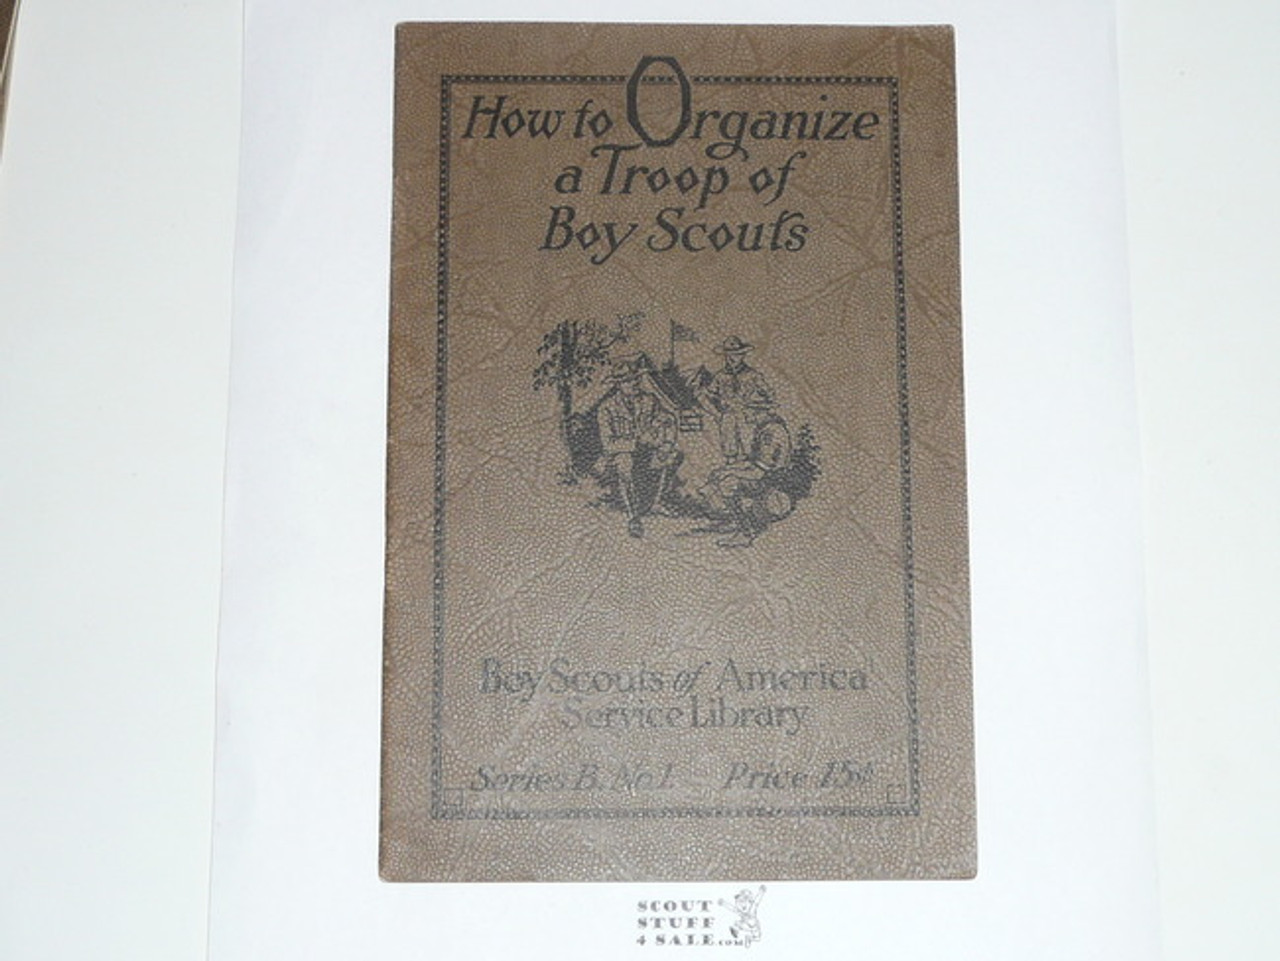 How to Organize
a Troop of
Boy Scouts
Boy Scouts of America
Service Library
Series B. No 1. — Price 15¢
SCOUT
STUFF
4 SALE.com